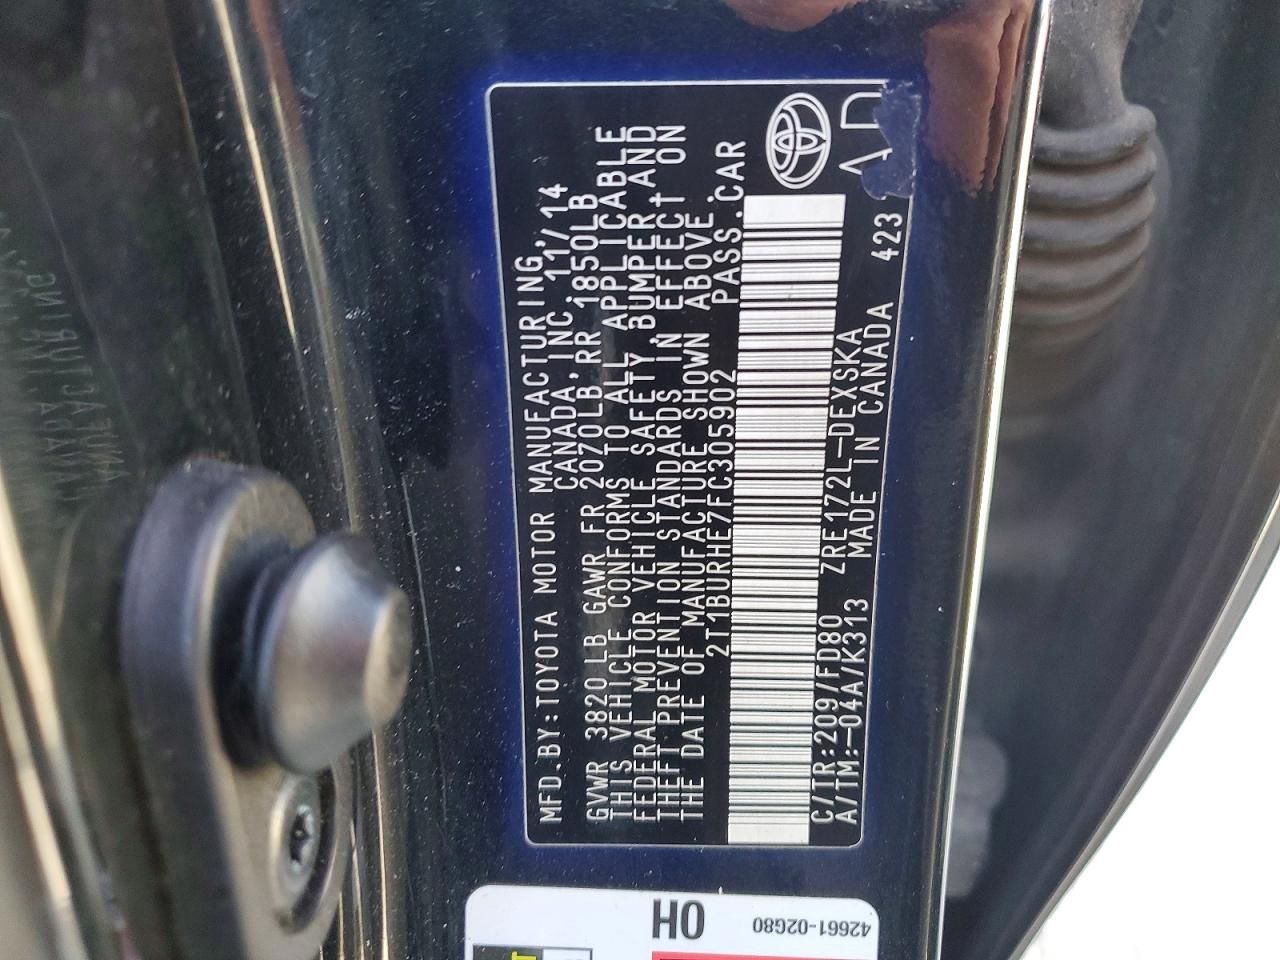 MFD.BY:TOYOTA MOTOR MANUFACTURING,
CANADA,INC. 11/14
GVWR 3820LB GAWR FR 2070LB,RR 1850LB
THIS VEHICLE CONFORMS TO ALL APPLICABLE
FEDERAL MOTOR VEHICLE SAFETY,BUMPER,AND
THEFT PREVENTION STANDARDS IN EFFECT ON
THE DATE OF MANUFACTURE SHOWN ABOVE.
2T1BURHE7FC305902 PASS.CAR
C/TR:209/FD80 ZRE172L-DEXSKA
A/TM:-04A/K313 MADE IN CANADA 423
OH
42661-02G80